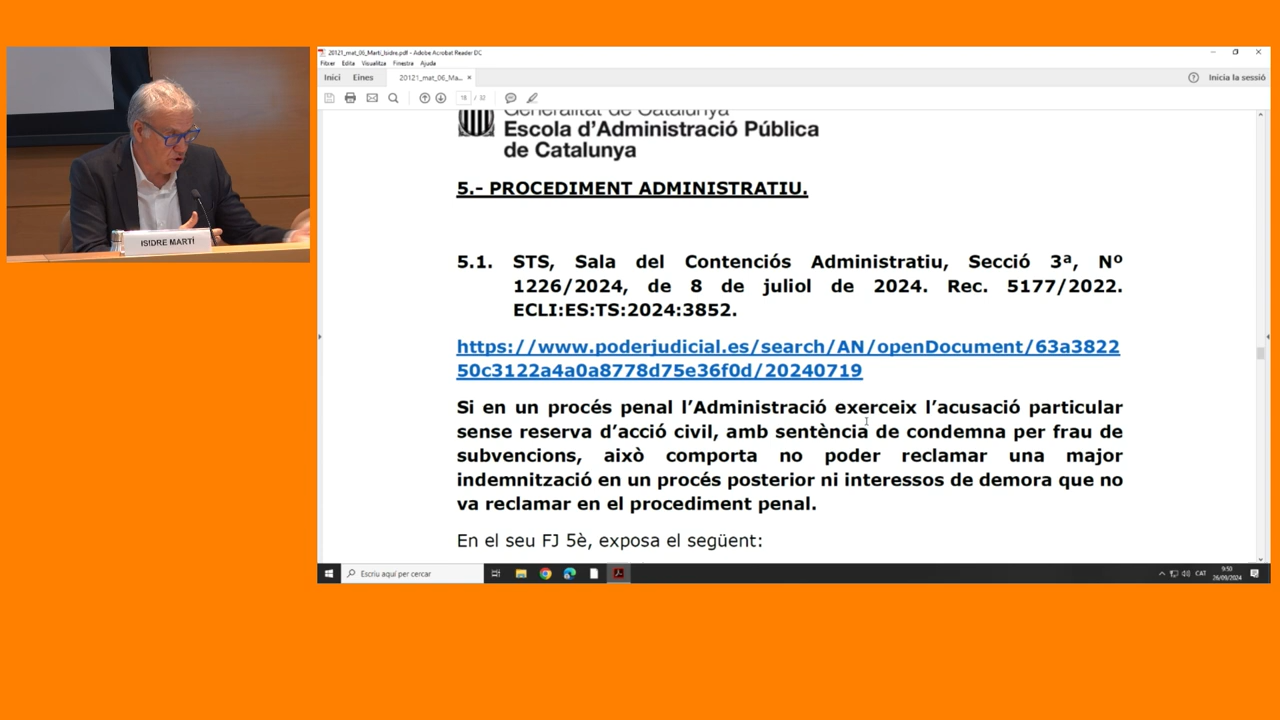 ISIDRE MARTÍ
20121_mat_06_Marti_Isidre.pdf - Adobe Acrobat Reader DC
Fitxer Edita Visualitza Finestra Ajuda
Inici Eines 20121_mat_06_Ma... × Inicia la sessió
18 / 32
Generalitat de Catalunya
Escola d'Administració Pública
de Catalunya
5.- PROCEDIMENT ADMINISTRATIU.
5.1. STS, Sala del Contenciós Administratiu, Secció 3ª, Nº
1226/2024, de 8 de juliol de 2024. Rec. 5177/2022.
ECLI:ES:TS:2024:3852.
https://www.poderjudicial.es/search/AN/openDocument/63a3822
50c3122a4a0a8778d75e36f0d/20240719
Si en un procés penal l'Administració exerceix l'acusació particular
sense reserva d'acció civil, amb sentència de condemna per frau de
subvencions, això comporta no poder reclamar una major
indemnització en un procés posterior ni interessos de demora que no
va reclamar en el procediment penal.
En el seu FJ 5è, exposa el següent:
Escriu aquí per cercar
CAT
9:50
26/09/2024